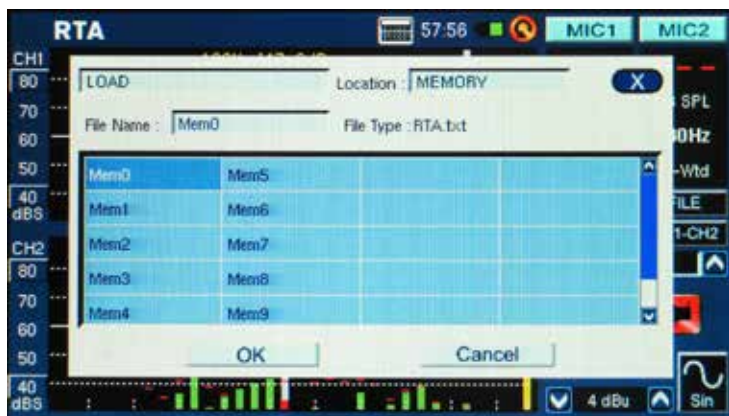 RTA 57:56 MIC1 MIC2
CH1
80
70
60
50
40
dBS
CH2
80
70
60
50
40
dBS
LOAD Location : MEMORY X
File Name : Mem0 File Type : RTA.txt
Mem0 Mem5
Mem1 Mem6
Mem2 Mem7
Mem3 Mem8
Mem4 Mem9
OK Cancel
SPL
0Hz
-Wtd
ILE
1-CH2
4 dBu Sin